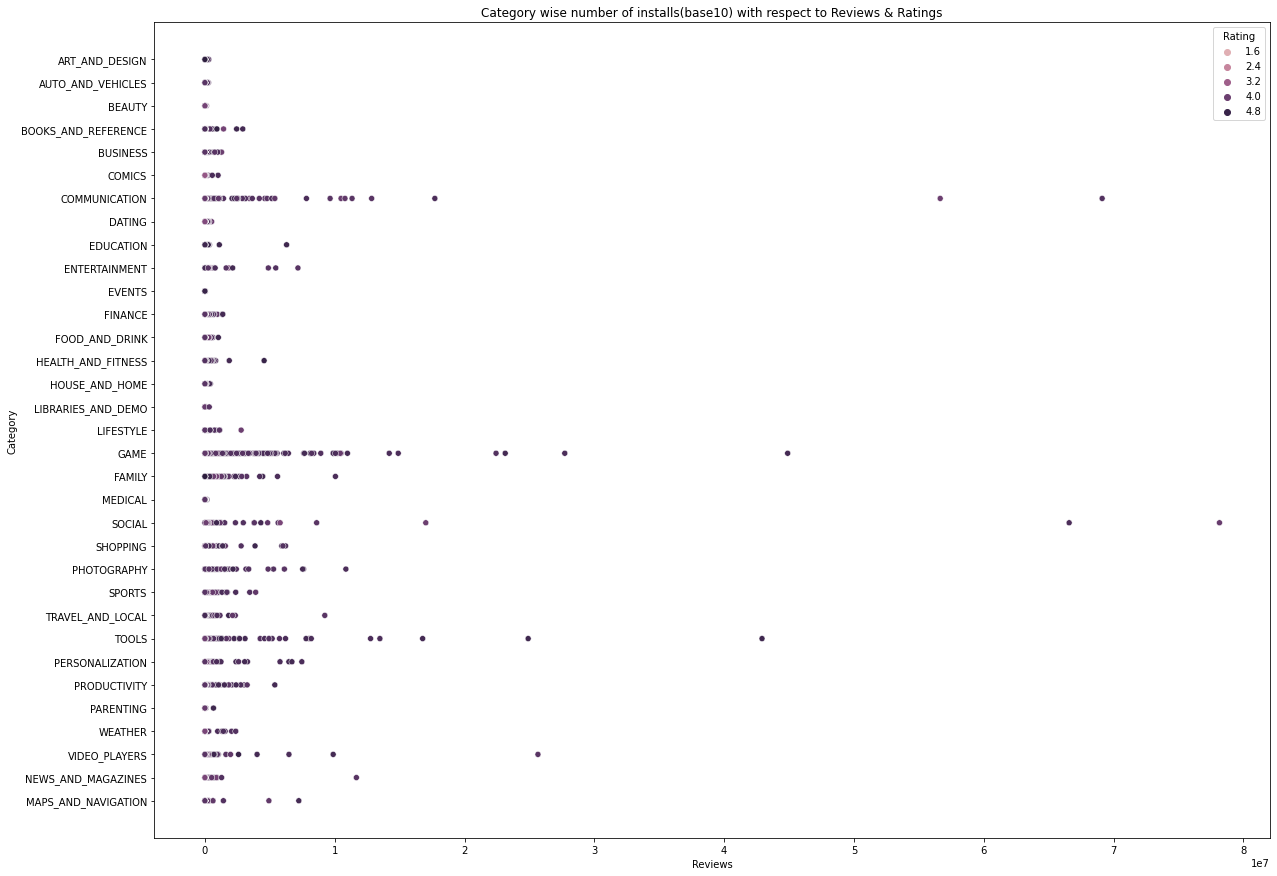 Category wise number of installs(base10) with respect to Reviews & Ratings
Rating
1.6
2.4
3.2
4.0
4.8
ART_AND_DESIGN
AUTO_AND_VEHICLES
BEAUTY
BOOKS_AND_REFERENCE
BUSINESS
COMICS
COMMUNICATION
DATING
EDUCATION
ENTERTAINMENT
EVENTS
FINANCE
FOOD_AND_DRINK
HEALTH_AND_FITNESS
HOUSE_AND_HOME
LIBRARIES_AND_DEMO
LIFESTYLE
GAME
FAMILY
MEDICAL
SOCIAL
SHOPPING
PHOTOGRAPHY
SPORTS
TRAVEL_AND_LOCAL
TOOLS
PERSONALIZATION
PRODUCTIVITY
PARENTING
WEATHER
VIDEO_PLAYERS
NEWS_AND_MAGAZINES
MAPS_AND_NAVIGATION
Category
0 1 2 3 4 5 6 7 8
Reviews
1e7